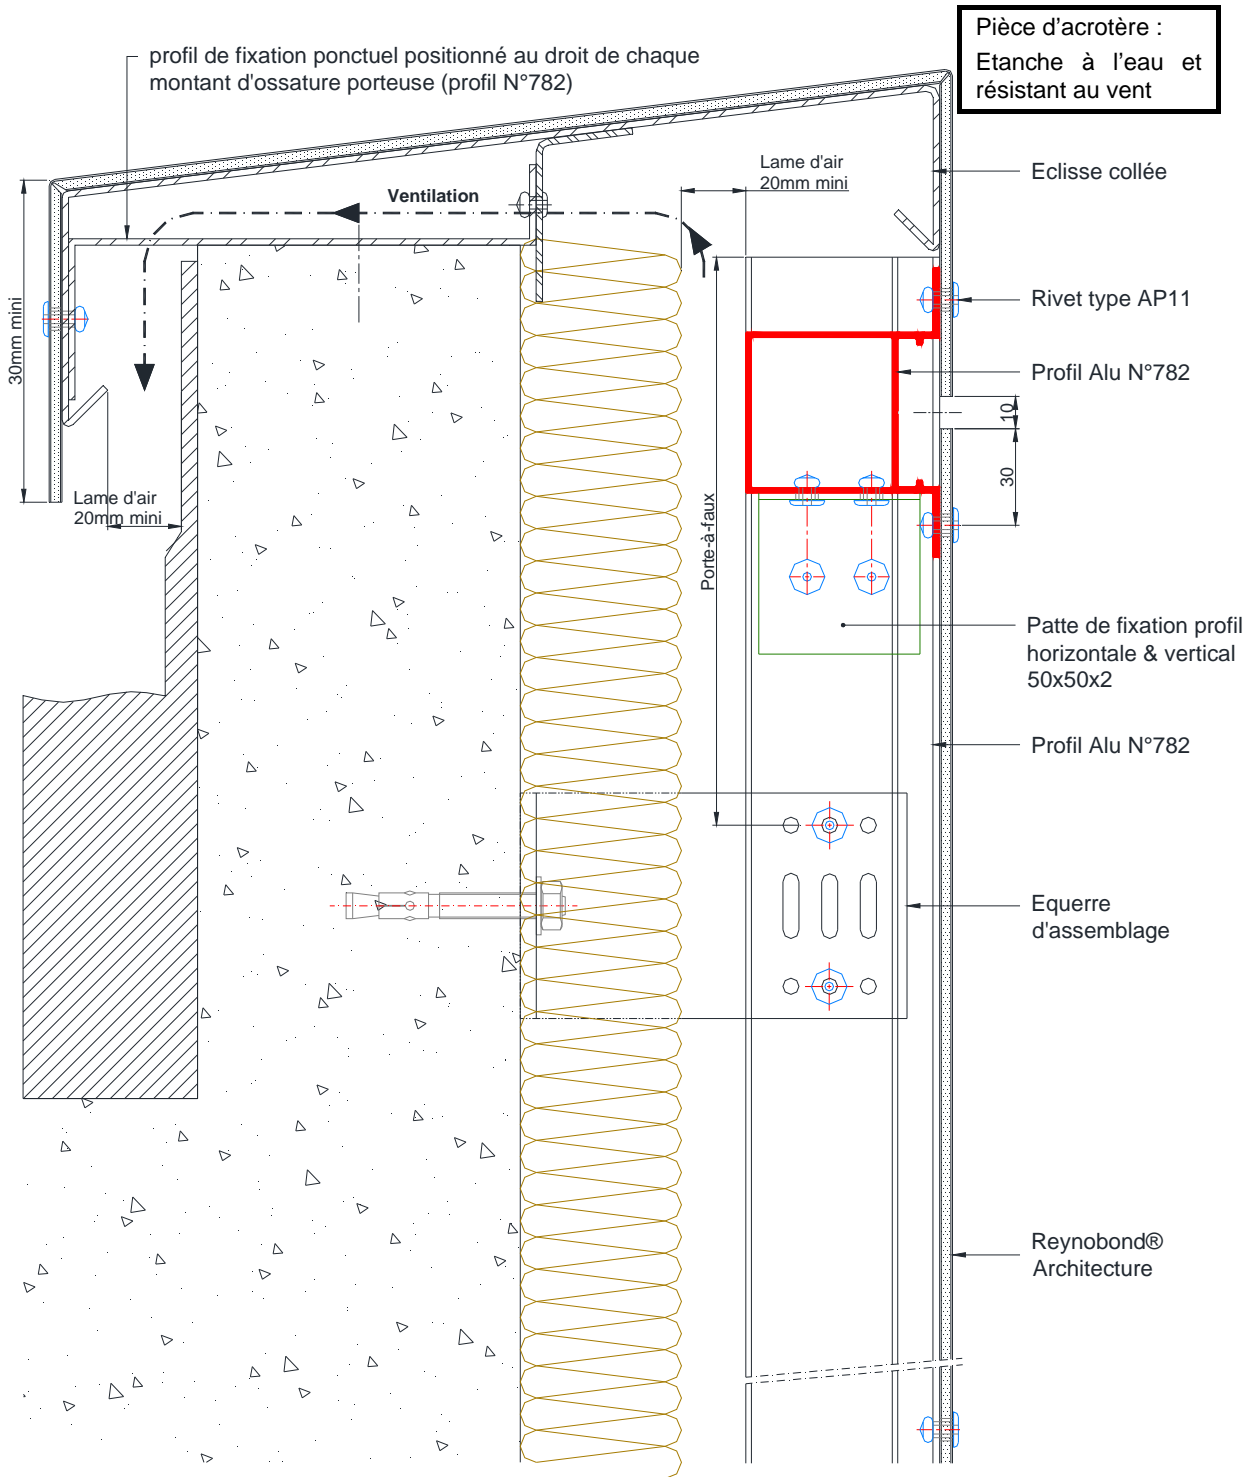 Pièce d’acrotère :
Etanche à l’eau et
résistant au vent
profil de fixation ponctuel positionné au droit de chaque
montant d'ossature porteuse (profil N°782)
Lame d'air
20mm mini
Eclisse collée
Ventilation
30mm mini
Rivet type AP11
Profil Alu N°782
10
30
Lame d'air
20mm mini
Porte-à-faux
Patte de fixation profil
horizontale & vertical
50x50x2
Profil Alu N°782
Equerre
d'assemblage
Reynobond®
Architecture